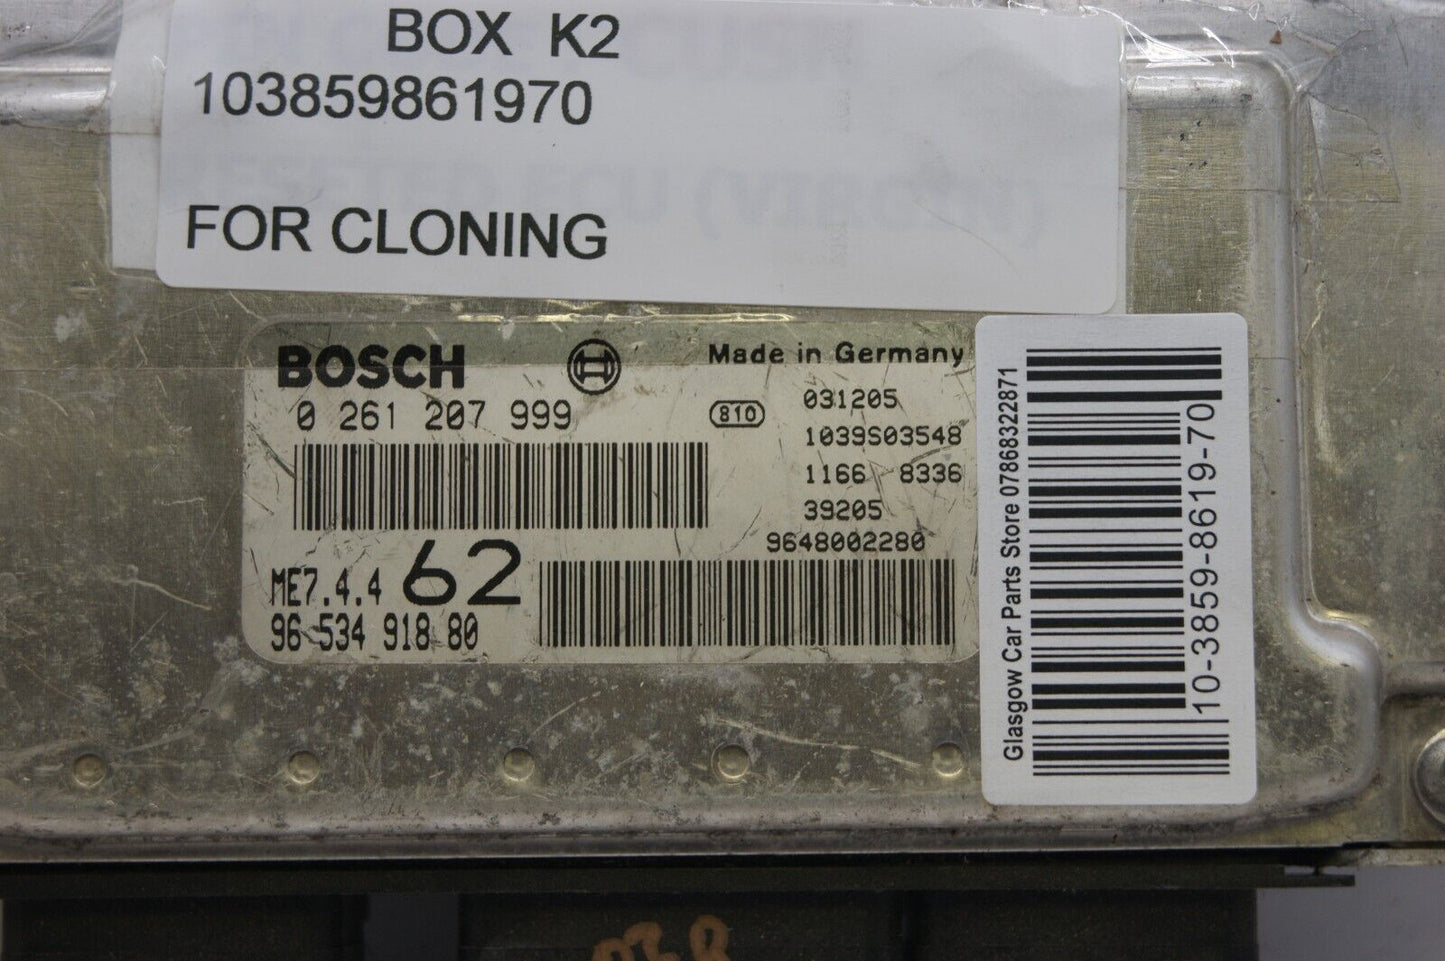 BOX K2
103859861970
FOR CLONING
BOSCH
Made in Germany
0 261 207 999
810
031205
1039S03548
1166 8336
39205
9648002280
ME7.4.4 62
96 534 918 80
Glasgow Car Parts Store 07868322871
10-3859-8619-70